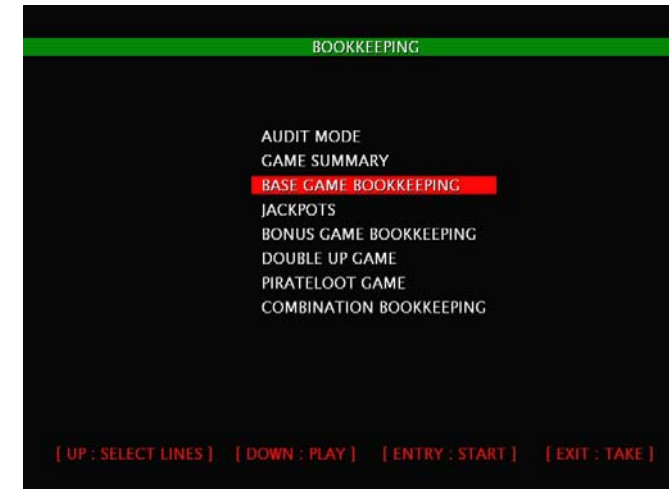 BOOKKEEPING
AUDIT MODE
GAME SUMMARY
BASE GAME BOOKKEEPING
JACKPOTS
BONUS GAME BOOKKEEPING
DOUBLE UP GAME
PIRATELOOT GAME
COMBINATION BOOKKEEPING
[ UP : SELECT LINES ] [ DOWN : PLAY ] [ ENTRY : START ] [ EXIT : TAKE ]